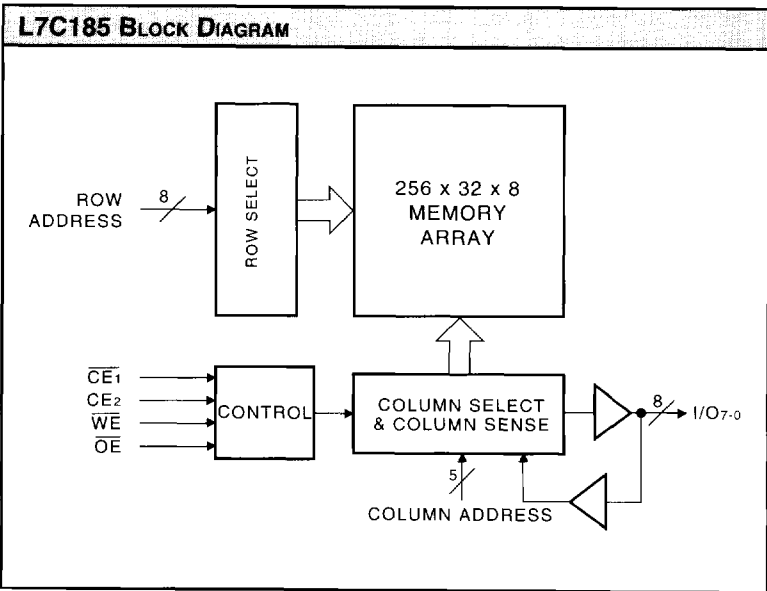 L7C185 BLOCK DIAGRAM
ROW
ADDRESS
8
ROW SELECT
256 x 32 x 8
MEMORY
ARRAY
CE1
CE2
WE
OE
CONTROL
COLUMN SELECT
& COLUMN SENSE
8
I/O7-0
5
COLUMN ADDRESS